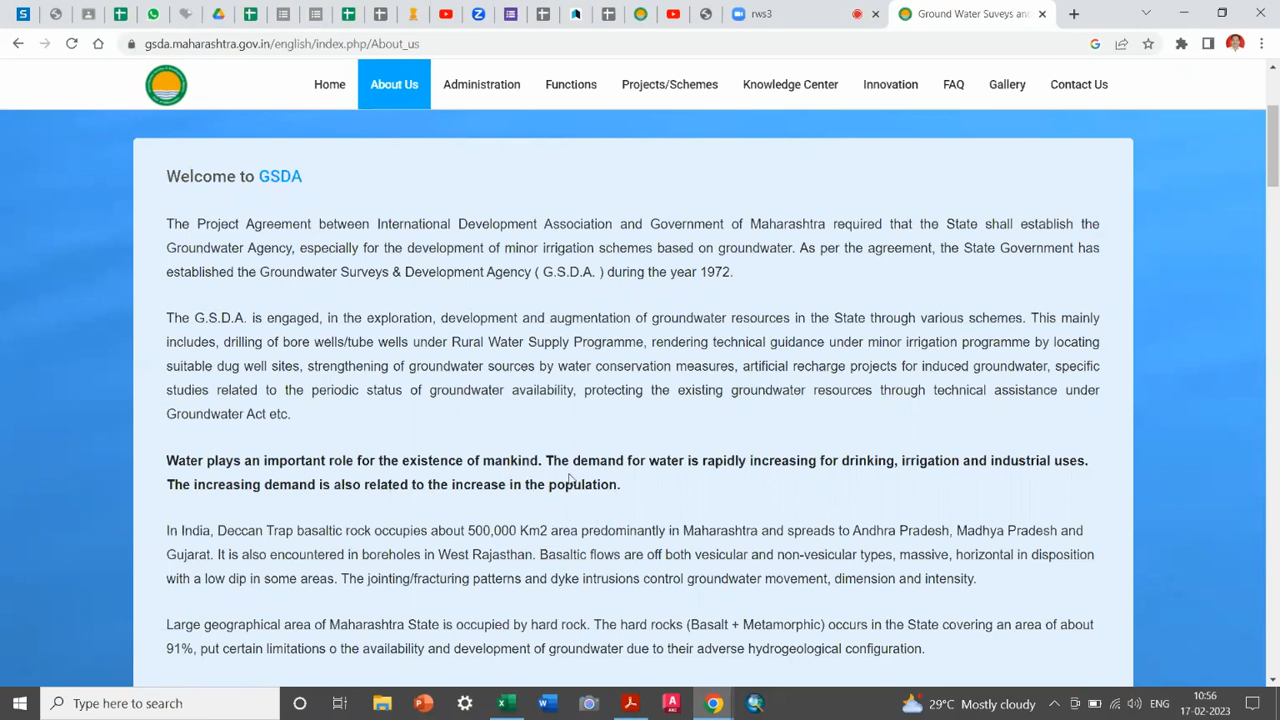 rws3
Ground Water Suveys and
gsda.maharashtra.gov.in/english/index.php/About_us
Home About Us Administration Functions Projects/Schemes Knowledge Center Innovation FAQ Gallery Contact Us
Welcome to GSDA
The Project Agreement between International Development Association and Government of Maharashtra required that the State shall establish the
Groundwater Agency, especially for the development of minor irrigation schemes based on groundwater. As per the agreement, the State Government has
established the Groundwater Surveys & Development Agency ( G.S.D.A. ) during the year 1972.
The G.S.D.A. is engaged, in the exploration, development and augmentation of groundwater resources in the State through various schemes. This mainly
includes, drilling of bore wells/tube wells under Rural Water Supply Programme, rendering technical guidance under minor irrigation programme by locating
suitable dug well sites, strengthening of groundwater sources by water conservation measures, artificial recharge projects for induced groundwater, specific
studies related to the periodic status of groundwater availability, protecting the existing groundwater resources through technical assistance under
Groundwater Act etc.
Water plays an important role for the existence of mankind. The demand for water is rapidly increasing for drinking, irrigation and industrial uses.
The increasing demand is also related to the increase in the population.
In India, Deccan Trap basaltic rock occupies about 500,000 Km2 area predominantly in Maharashtra and spreads to Andhra Pradesh, Madhya Pradesh and
Gujarat. It is also encountered in boreholes in West Rajasthan. Basaltic flows are off both vesicular and non-vesicular types, massive, horizontal in disposition
with a low dip in some areas. The jointing/fracturing patterns and dyke intrusions control groundwater movement, dimension and intensity.
Large geographical area of Maharashtra State is occupied by hard rock. The hard rocks (Basalt + Metamorphic) occurs in the State covering an area of about
91%, put certain limitations o the availability and development of groundwater due to their adverse hydrogeological configuration.
Type here to search
29°C Mostly cloudy
ENG
10:56
17-02-2023